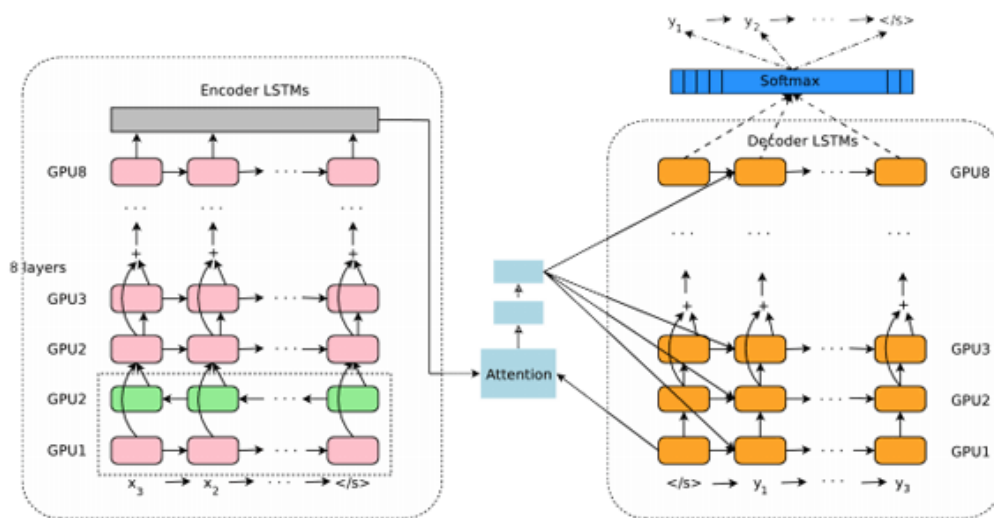 y1 y2 ... </s>
Softmax
Encoder LSTMs
GPU8
...
8 layers
+ + +
GPU3 ...
GPU2 ...
GPU2 ...
GPU1 ...
x3 x2 ... </s>
Attention
Decoder LSTMs
... GPU8
... ...
+ + +
... GPU3
... GPU2
... GPU1
</s> y1 ... y3